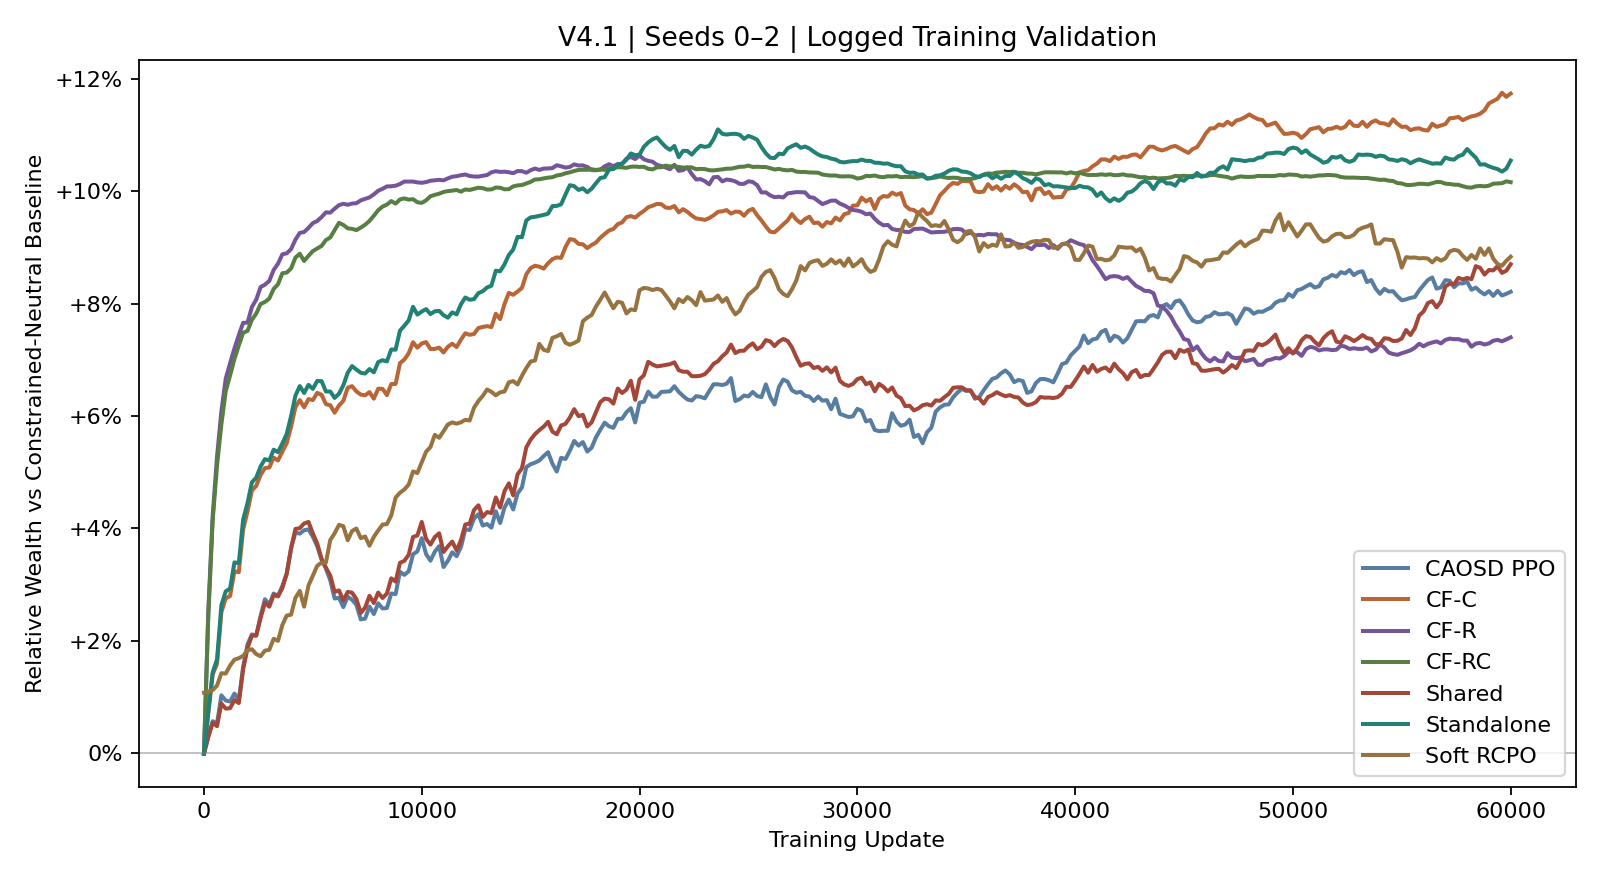 V4.1 | Seeds 0–2 | Logged Training Validation
Relative Wealth vs Constrained-Neutral Baseline
+12%
+10%
+8%
+6%
+4%
+2%
0%
CAOSD PPO
CF-C
CF-R
CF-RC
Shared
Standalone
Soft RCPO
0
10000
20000
30000
40000
50000
60000
Training Update